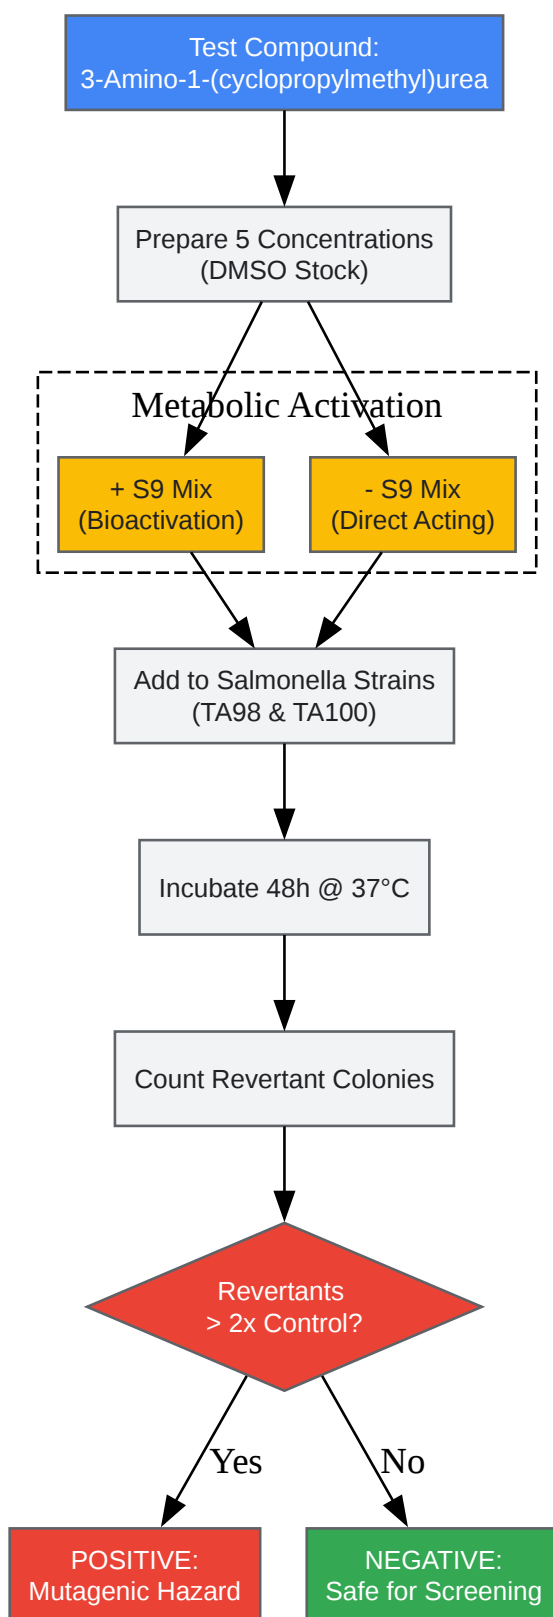 Test Compound:
3-Amino-1-(cyclopropylmethyl)urea
Prepare 5 Concentrations
(DMSO Stock)
Metabolic Activation
+ S9 Mix
(Bioactivation)
- S9 Mix
(Direct Acting)
Add to Salmonella Strains
(TA98 & TA100)
Incubate 48h @ 37°C
Count Revertant Colonies
Revertants
> 2x Control?
Yes
No
POSITIVE:
Mutagenic Hazard
NEGATIVE:
Safe for Screening